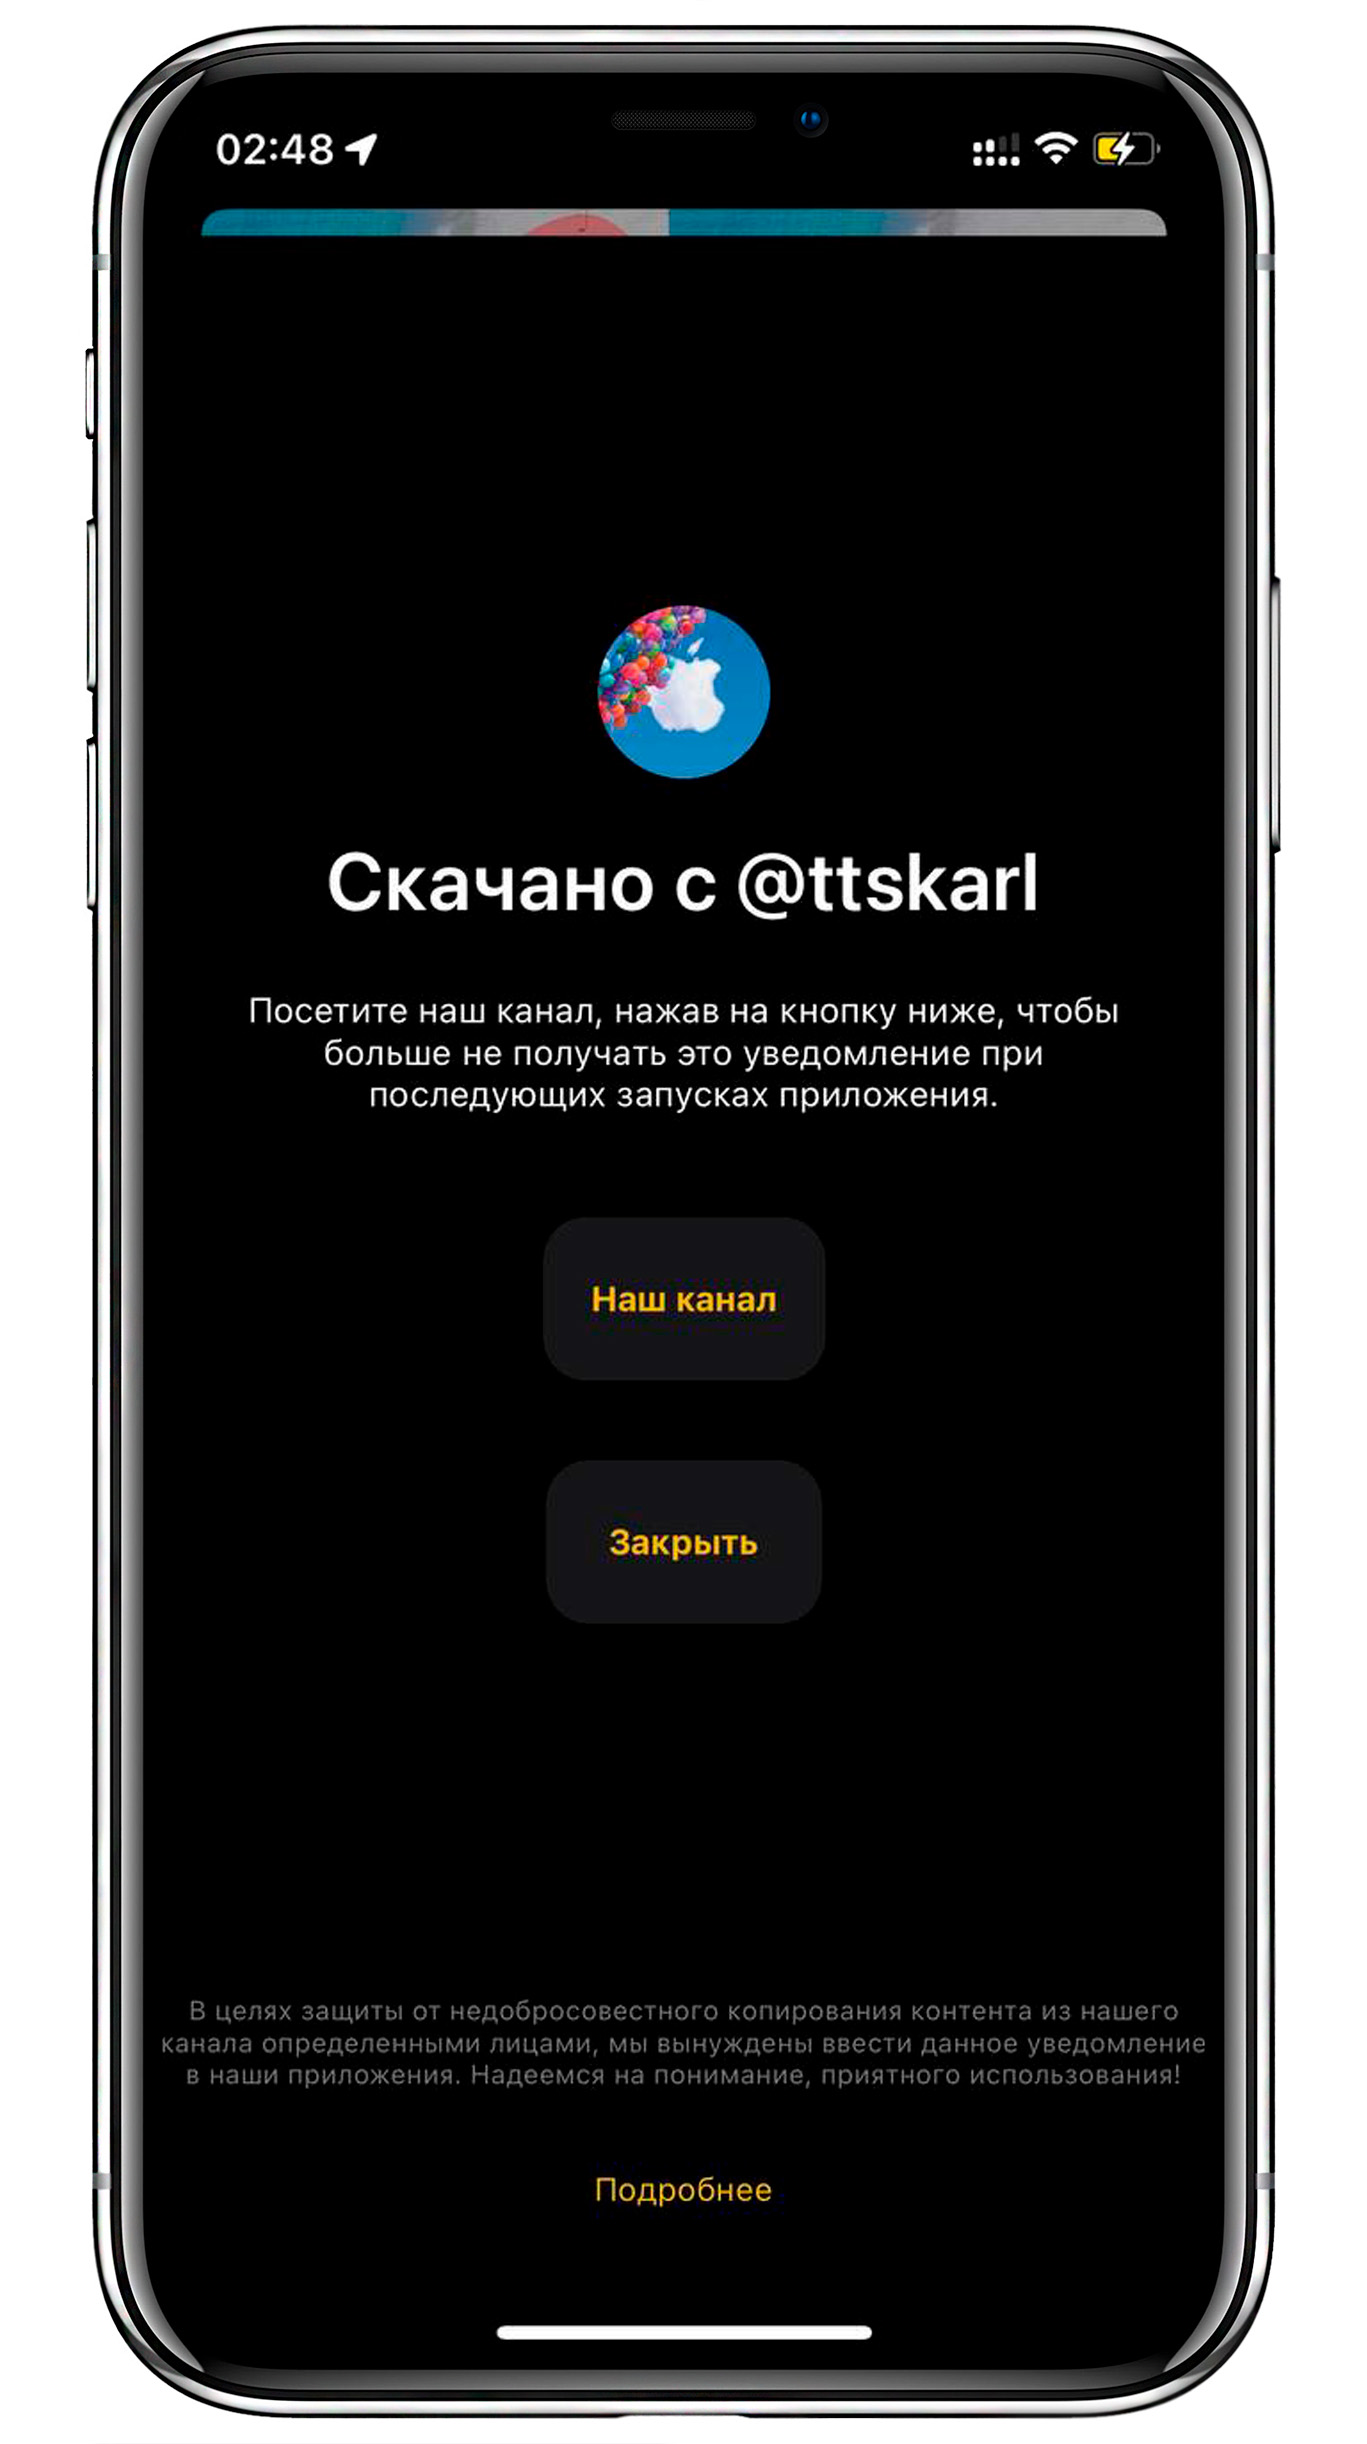 02:48
Скачано с @ttskarl
Посетите наш канал, нажав на кнопку ниже, чтобы
больше не получать это уведомление при
последующих запусках приложения.
Наш канал
Закрыть
В целях защиты от недобросовестного копирования контента из нашего
канала определенными лицами, мы вынуждены ввести данное уведомление
в наши приложения. Надеемся на понимание, приятного использования!
Подробнее